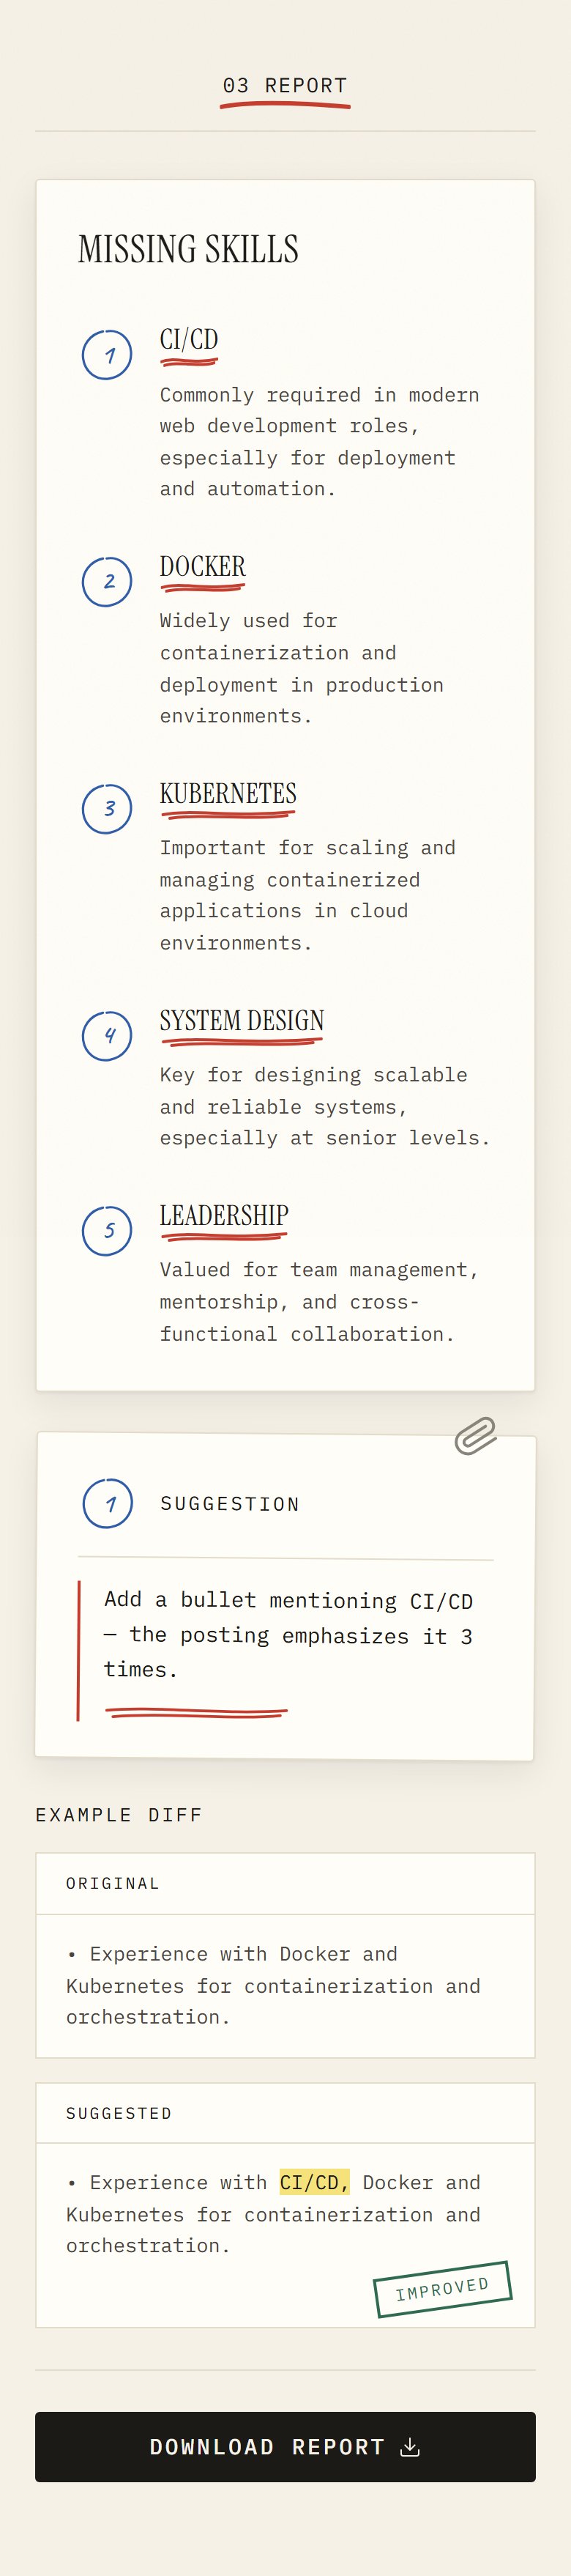 03 REPORT
MISSING SKILLS
1
CI/CD
Commonly required in modern
web development roles,
especially for deployment
and automation.
2
DOCKER
Widely used for
containerization and
deployment in production
environments.
3
KUBERNETES
Important for scaling and
managing containerized
applications in cloud
environments.
4
SYSTEM DESIGN
Key for designing scalable
and reliable systems,
especially at senior levels.
5
LEADERSHIP
Valued for team management,
mentorship, and cross-
functional collaboration.
1 SUGGESTION
Add a bullet mentioning CI/CD
— the posting emphasizes it 3
times.
EXAMPLE DIFF
ORIGINAL
• Experience with Docker and
Kubernetes for containerization and
orchestration.
SUGGESTED
• Experience with CI/CD, Docker and
Kubernetes for containerization and
orchestration.
IMPROVED
DOWNLOAD REPORT